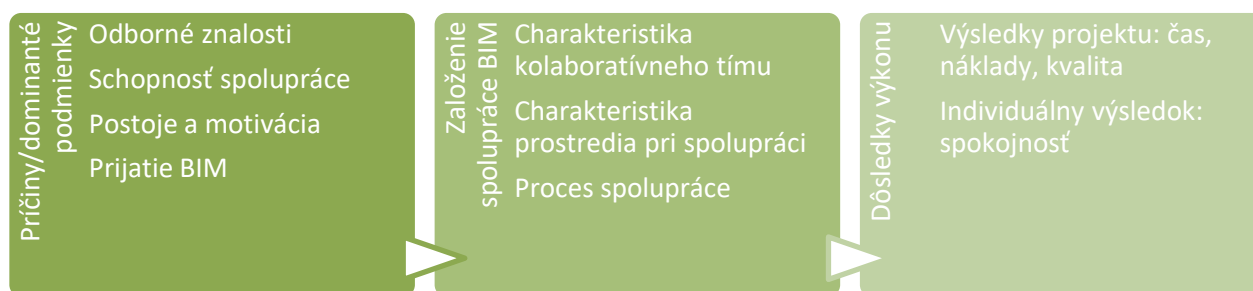 Príčiny/dominanté
podmienky
Odborné znalosti
Schopnosť spolupráce
Postoje a motivácia
Prijatie BIM
Založenie
spolupráce BIM
Charakteristika
kolaboratívneho tímu
Charakteristika
prostredia pri spolupráci
Proces spolupráce
Dôsledky výkonu
Výsledky projektu: čas,
náklady, kvalita
Individuálny výsledok:
spokojnosť